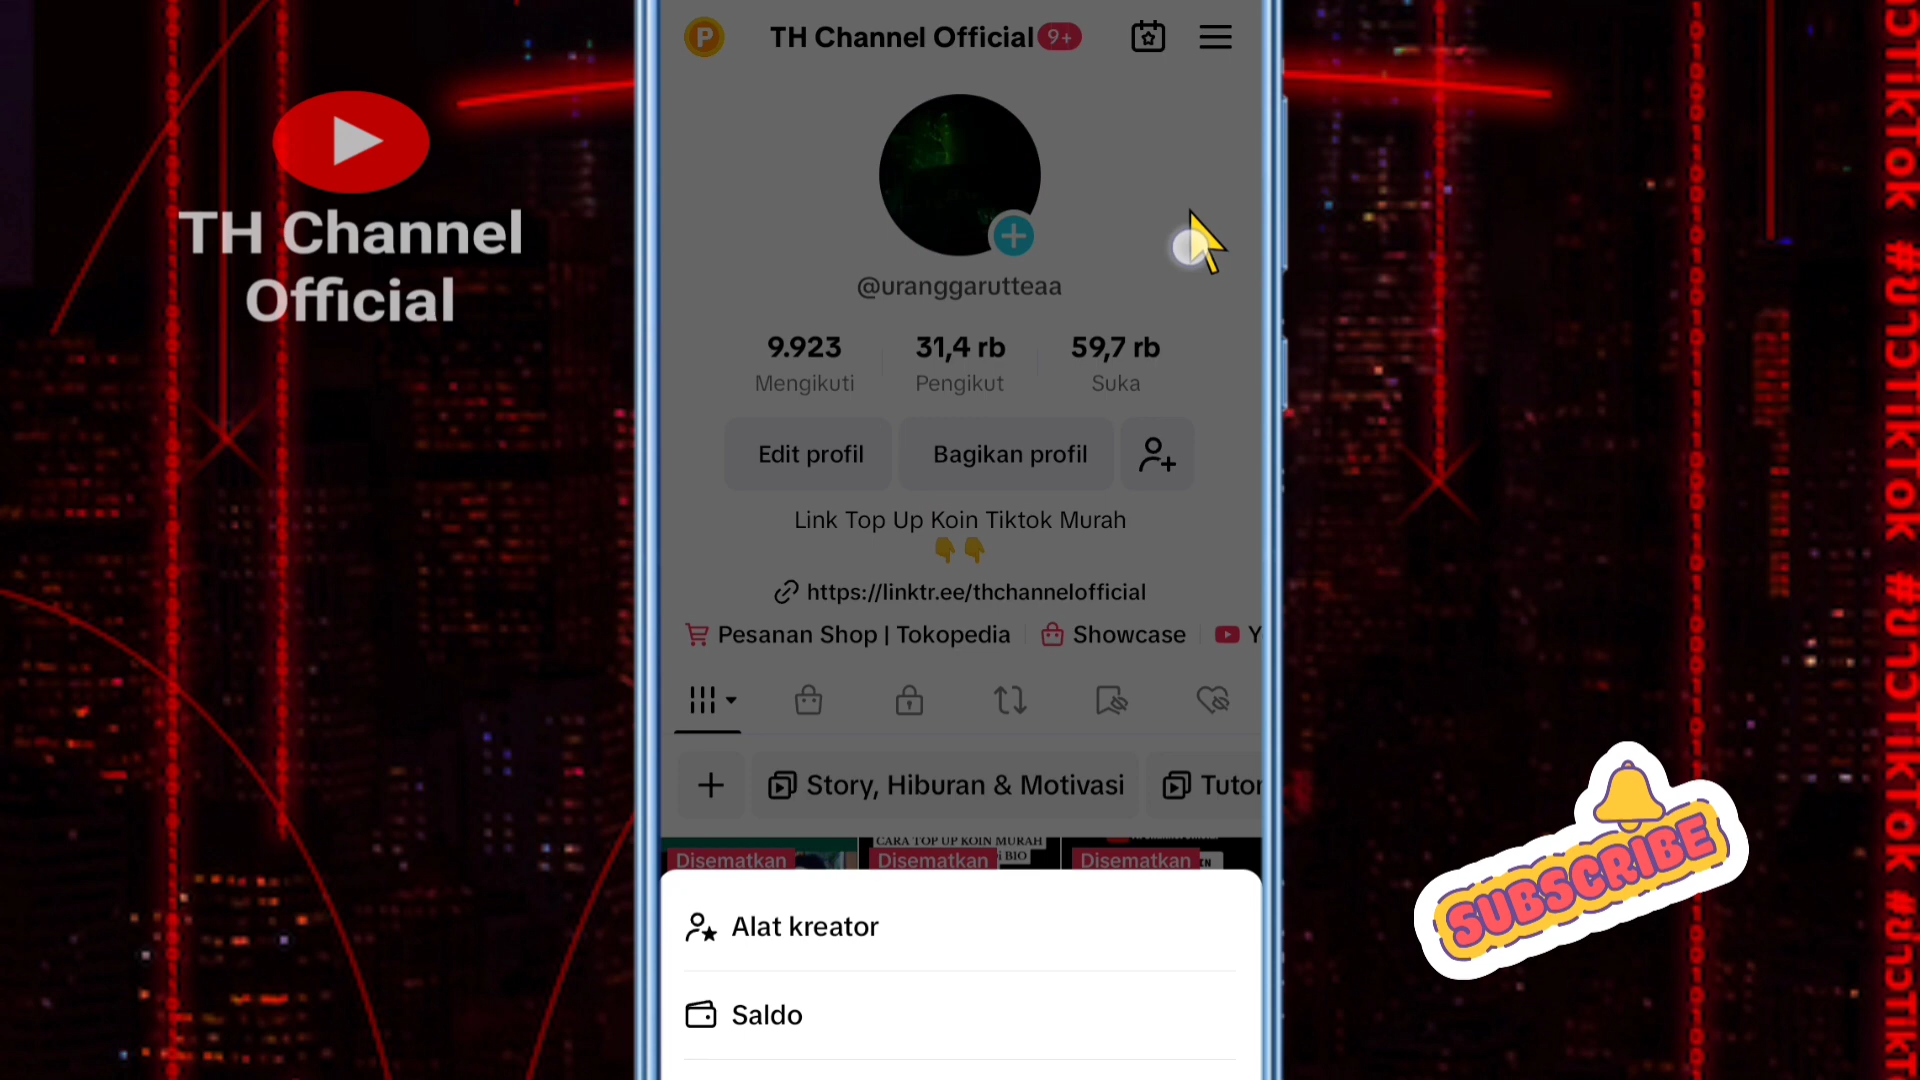 TH Channel
Official
P
TH Channel Official 9+
@uranggarutteaa
9.923 31,4 rb 59,7 rb
Mengikuti Pengikut Suka
Edit profil Bagikan profil
Link Top Up Koin Tiktok Murah
👇👇
https://linktr.ee/thchannelofficial
Pesanan Shop | Tokopedia Showcase Y
Story, Hiburan & Motivasi Tutor
CARA TOP UP KOIN MURAH
Disematkan Disematkan Disematkan
BIO
Alat kreator
Saldo
SUBSCRIBE